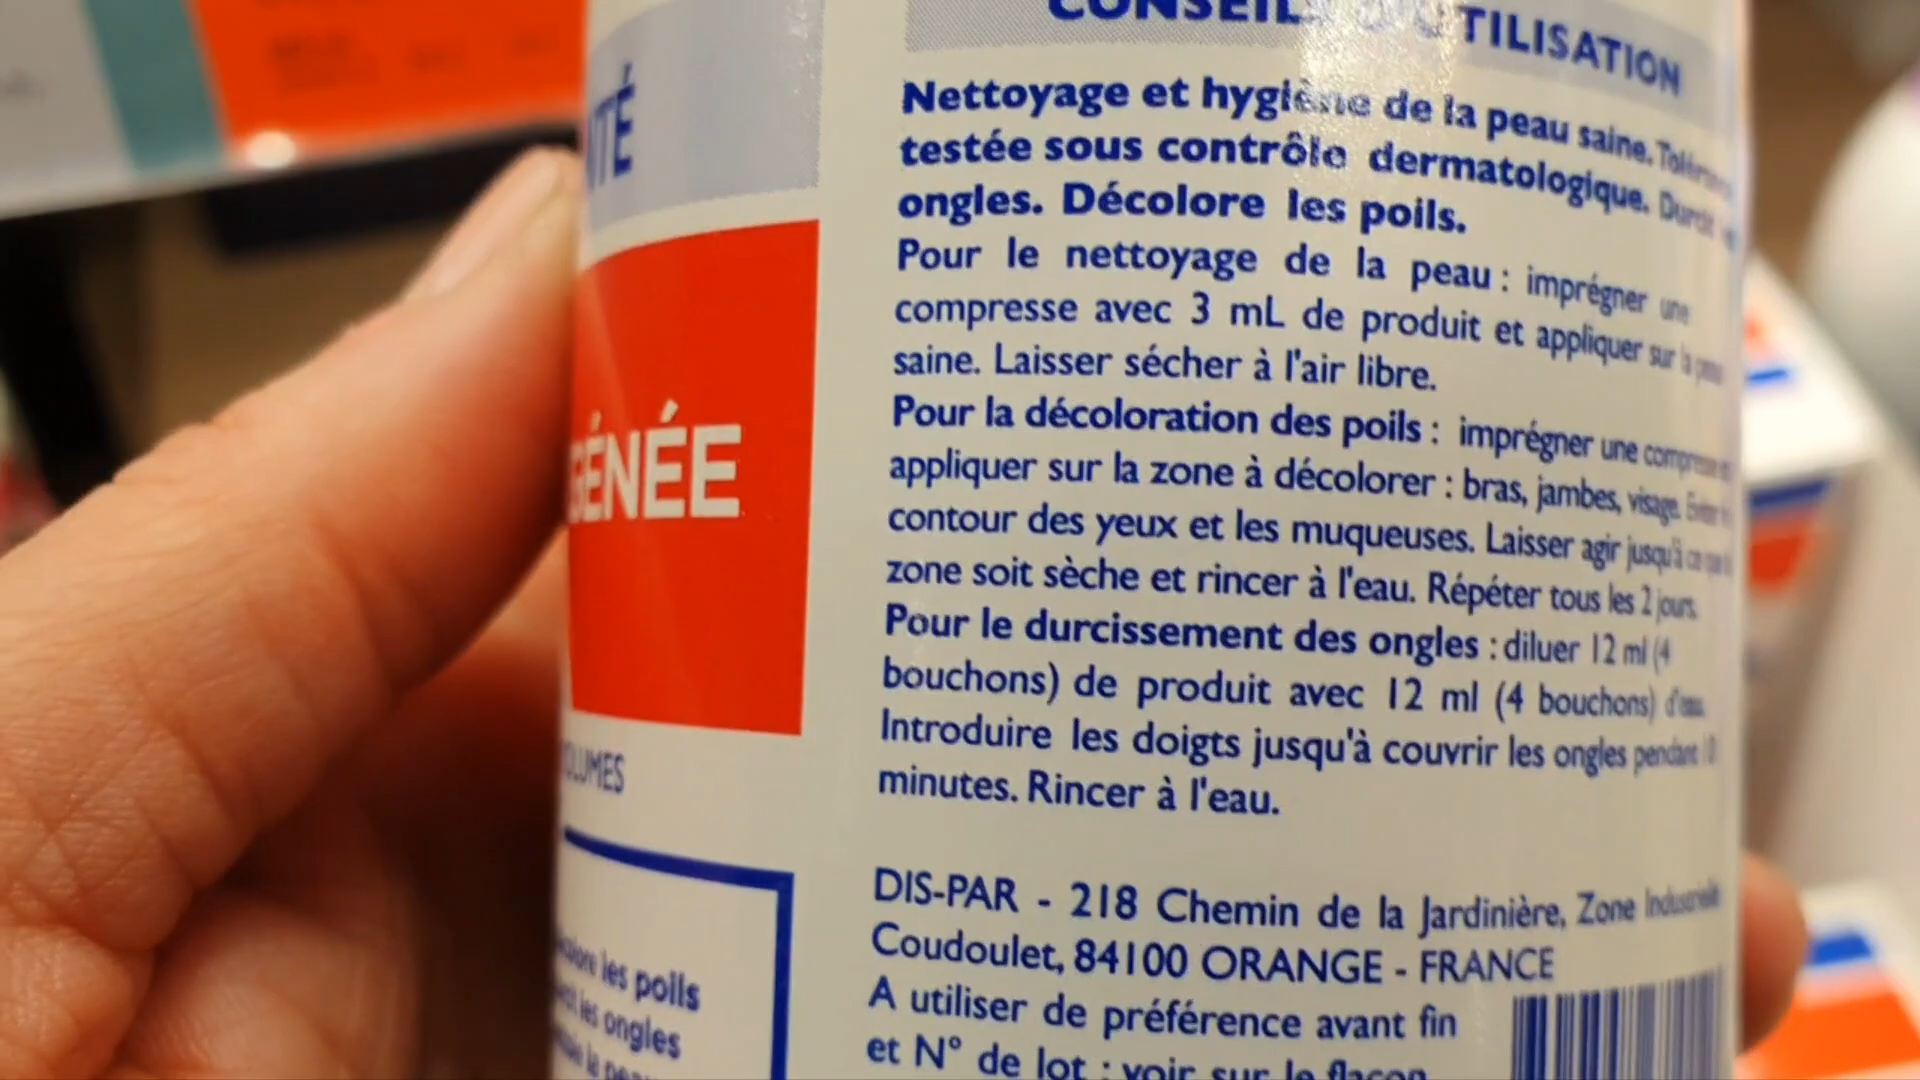 CONSEILS D'UTILISATION
Nettoyage et hygiène de la peau saine. Tolérance
testée sous contrôle dermatologique. Durcit
ongles. Décolore les poils.
Pour le nettoyage de la peau : imprégner une
compresse avec 3 mL de produit et appliquer sur la peau
saine. Laisser sécher à l'air libre.
Pour la décoloration des poils : imprégner une compresse
appliquer sur la zone à décolorer : bras, jambes, visage. Eviter
contour des yeux et les muqueuses. Laisser agir jusqu'à ce que
zone soit sèche et rincer à l'eau. Répéter tous les 2 jours.
Pour le durcissement des ongles : diluer 12 ml (4
bouchons) de produit avec 12 ml (4 bouchons) d'eau.
Introduire les doigts jusqu'à couvrir les ongles pendant 10
minutes. Rincer à l'eau.
DIS-PAR - 218 Chemin de la Jardinière, Zone Industrielle
Coudoulet, 84100 ORANGE - FRANCE
A utiliser de préférence avant fin
et N° de lot : voir sur le flacon
ITÉ
GÉNÉE
OLUMES
les poils
les ongles
la peau